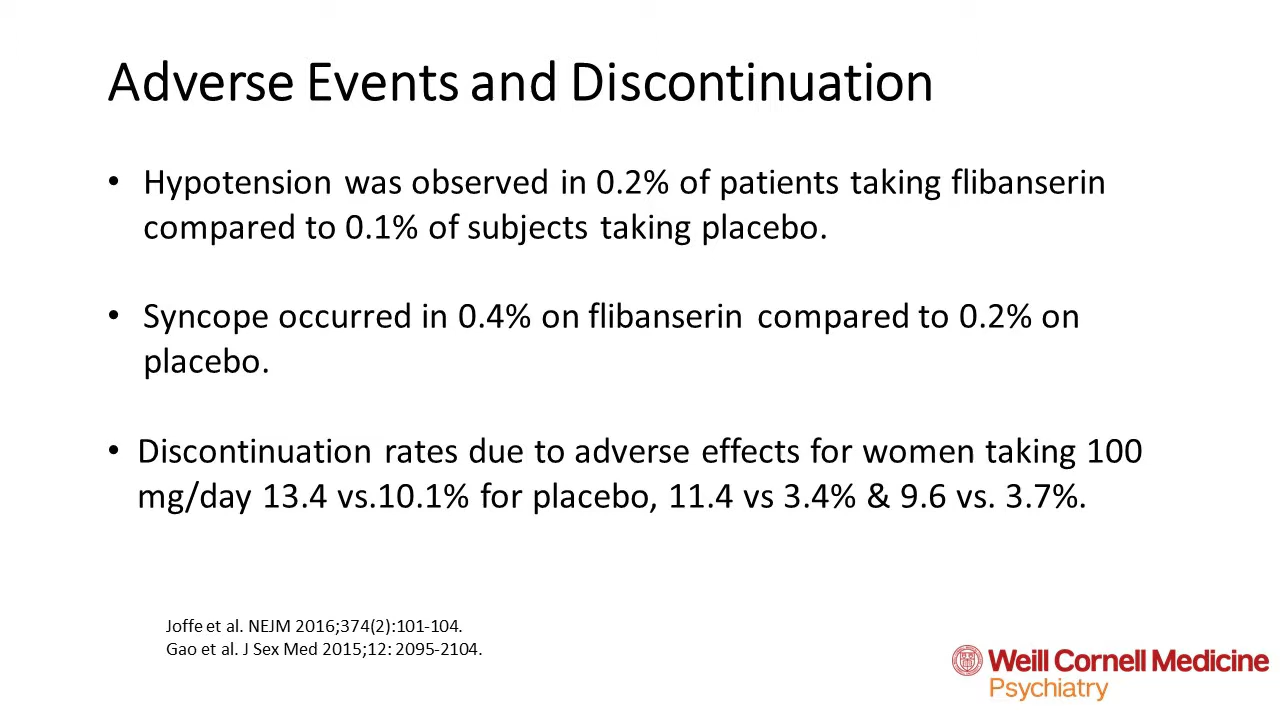 Adverse Events and Discontinuation
• Hypotension was observed in 0.2% of patients taking flibanserin
compared to 0.1% of subjects taking placebo.
• Syncope occurred in 0.4% on flibanserin compared to 0.2% on
placebo.
• Discontinuation rates due to adverse effects for women taking 100
mg/day 13.4 vs.10.1% for placebo, 11.4 vs 3.4% & 9.6 vs. 3.7%.
Joffe et al. NEJM 2016;374(2):101-104.
Gao et al. J Sex Med 2015;12: 2095-2104.
Weill Cornell Medicine
Psychiatry